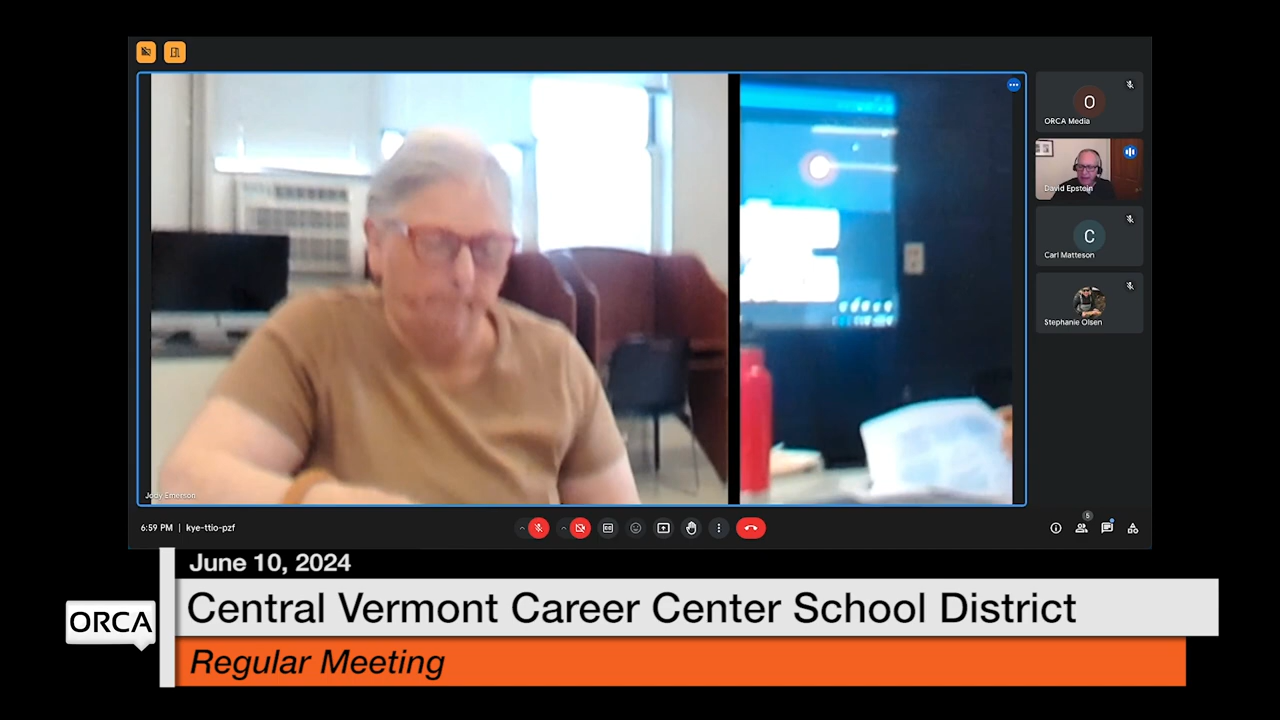 O
ORCA Media
David Epstein
C
Carl Matteson
Stephanie Olsen
Jody Emerson
6:59 PM | kye-ttio-pzf
5
June 10, 2024
Central Vermont Career Center School District
ORCA
Regular Meeting